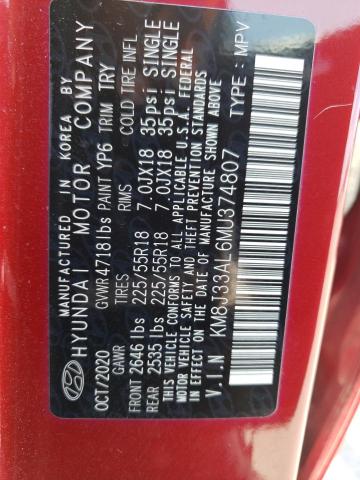 MANUFACTURED IN KOREA BY
HYUNDAI MOTOR COMPANY
OCT/2020 GVWR 4718lbs PAINT YP6 TRIM TRY
GAWR TIRES RIMS COLD TIRE INF.
FRONT 2646 lbs 225/55R18 7.0JX18 35psi SINGLE
REAR 2535 lbs 225/55R18 7.0JX18 35psi SINGLE
THIS VEHICLE CONFORMS TO ALL APPLICABLE U.S.A. FEDERAL
MOTOR VEHICLE SAFETY AND THEFT PREVENTION STANDARDS
IN EFFECT ON THE DATE OF MANUFACTURE SHOWN ABOVE
V.I.N KM8J33AL6MU374807 TYPE: MPV